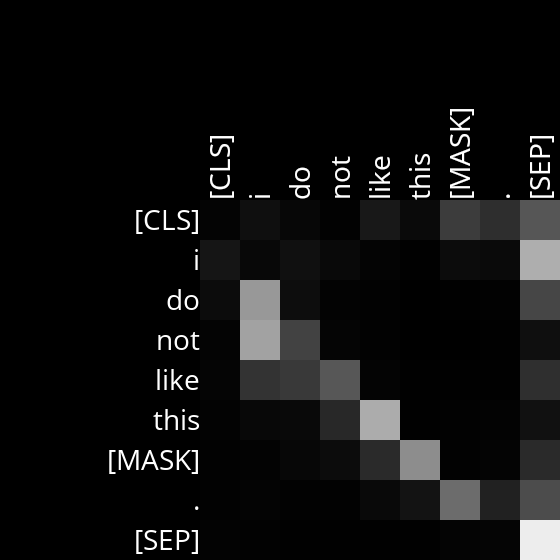 [CLS] i do not like this [MASK] . [SEP]
[CLS]
i
do
not
like
this
[MASK]
.
[SEP]